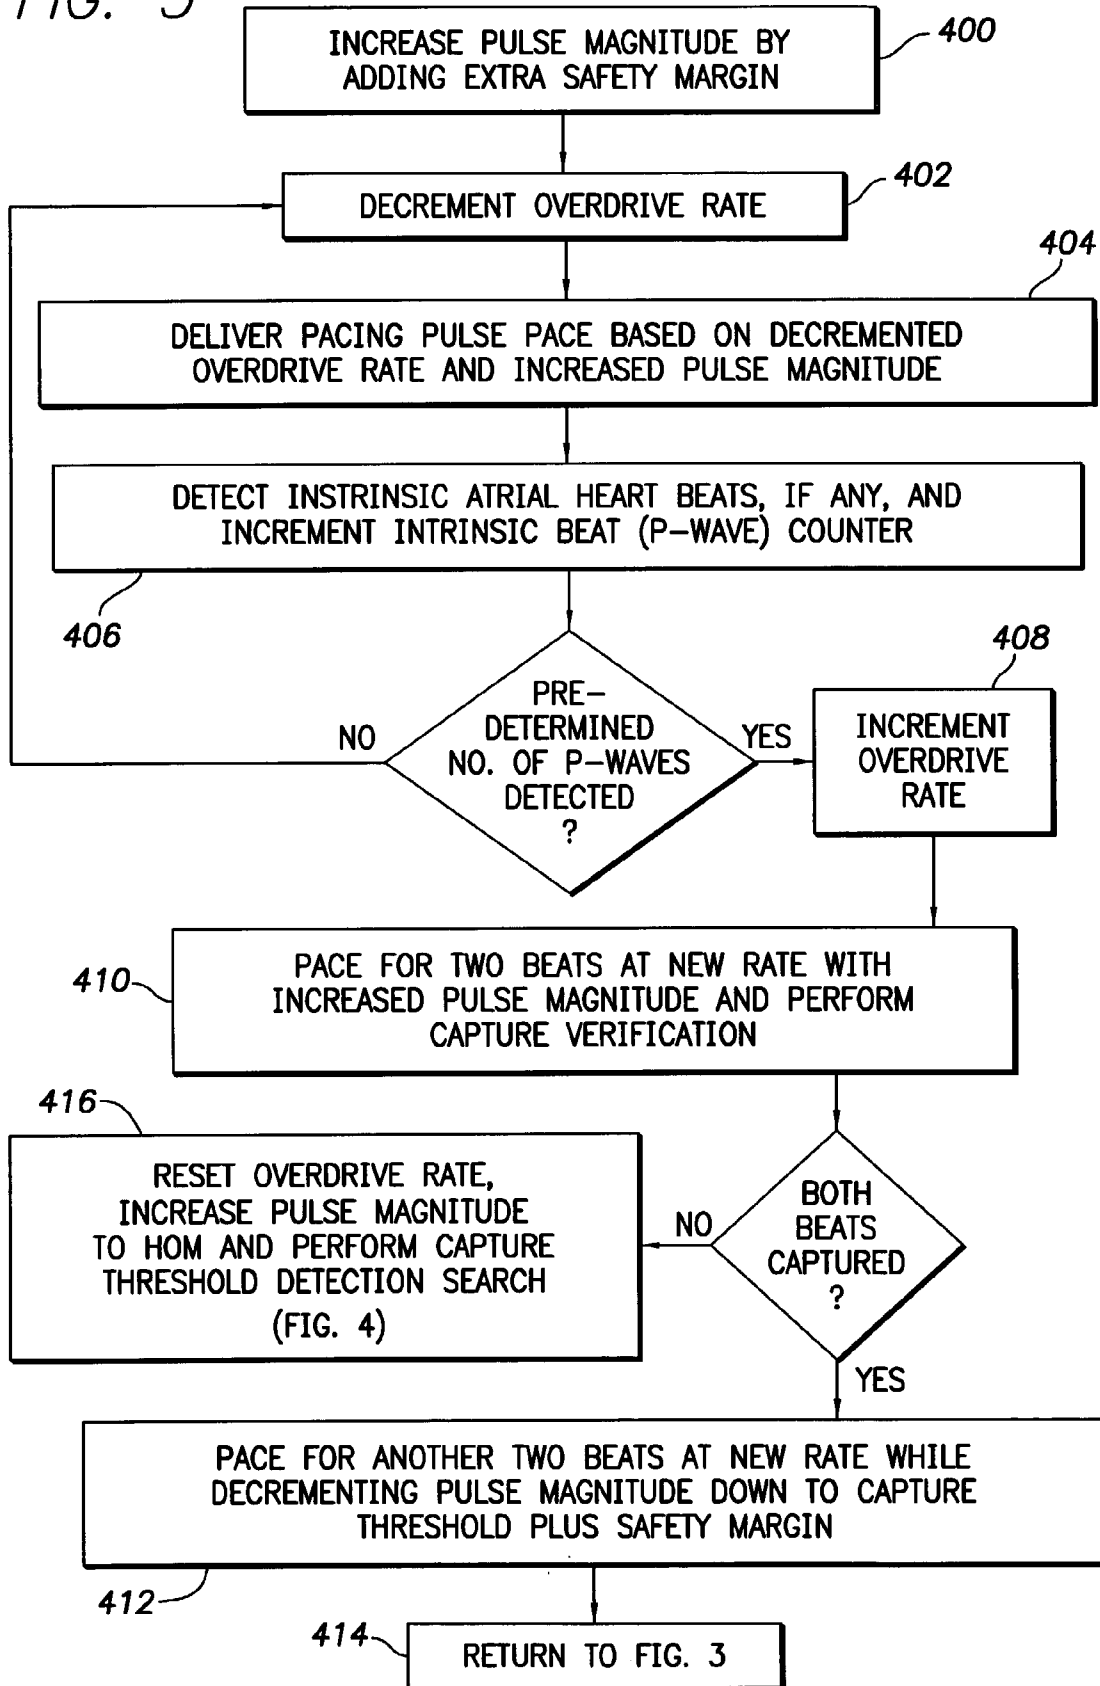 FIG. 5
INCREASE PULSE MAGNITUDE BY
ADDING EXTRA SAFETY MARGIN
400
DECREMENT OVERDRIVE RATE
402
404
DELIVER PACING PULSE PACE BASED ON DECREMENTED
OVERDRIVE RATE AND INCREASED PULSE MAGNITUDE
DETECT INSTRINSIC ATRIAL HEART BEATS, IF ANY, AND
INCREMENT INTRINSIC BEAT (P-WAVE) COUNTER
406
PRE-
DETERMINED
NO. OF P-WAVES
DETECTED
?
NO
YES
408
INCREMENT
OVERDRIVE
RATE
410
PACE FOR TWO BEATS AT NEW RATE WITH
INCREASED PULSE MAGNITUDE AND PERFORM
CAPTURE VERIFICATION
416
RESET OVERDRIVE RATE,
INCREASE PULSE MAGNITUDE
TO HOM AND PERFORM CAPTURE
THRESHOLD DETECTION SEARCH
(FIG. 4)
NO
BOTH
BEATS
CAPTURED
?
YES
PACE FOR ANOTHER TWO BEATS AT NEW RATE WHILE
DECREMENTING PULSE MAGNITUDE DOWN TO CAPTURE
THRESHOLD PLUS SAFETY MARGIN
412
414
RETURN TO FIG. 3